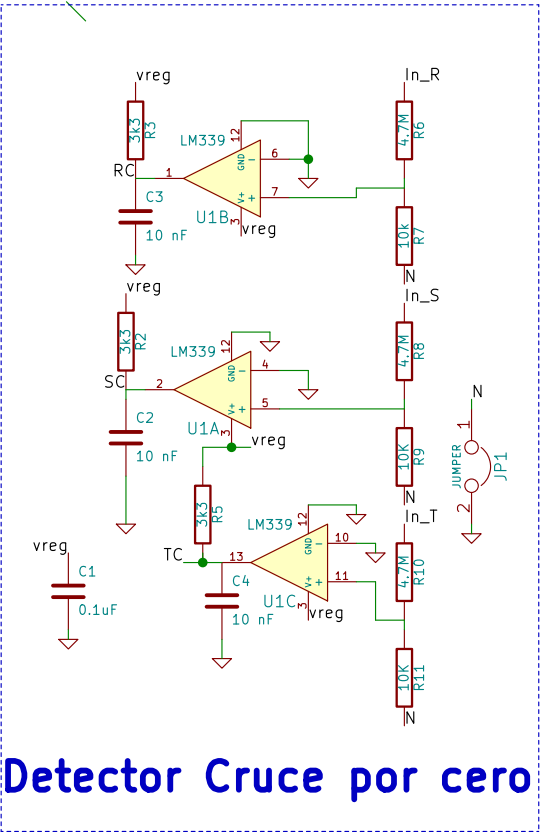 vreg
3k3
R3
RC
C3
10 nF
LM339
12
GND
6
1
7
V+
3
U1B
vreg
In_R
4.7M
R6
10k
R7
N
vreg
3k3
R2
SC
C2
10 nF
LM339
12
GND
4
2
5
V+
3
U1A
vreg
In_S
4.7M
R8
10K
R9
N
N
1
JUMPER
JP1
2
3k3
R5
TC
C4
10 nF
LM339
12
GND
10
13
11
V+
3
U1C
vreg
In_T
4.7M
R10
10K
R11
N
vreg
C1
0.1uF
Detector Cruce por cero